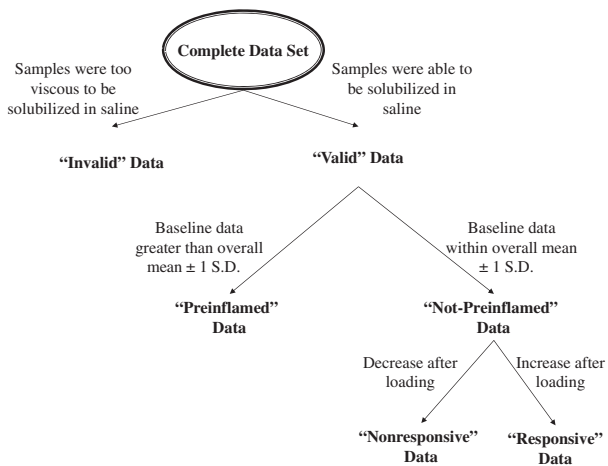 Complete Data Set
Samples were too
viscous to be
solubilized in saline
Samples were able to
be solubilized in
saline
“Invalid” Data
“Valid” Data
Baseline data
greater than overall
mean ± 1 S.D.
Baseline data
within overall mean
± 1 S.D.
“Preinflamed”
Data
“Not-Preinflamed”
Data
Decrease after
loading
Increase after
loading
“Nonresponsive”
Data
“Responsive”
Data